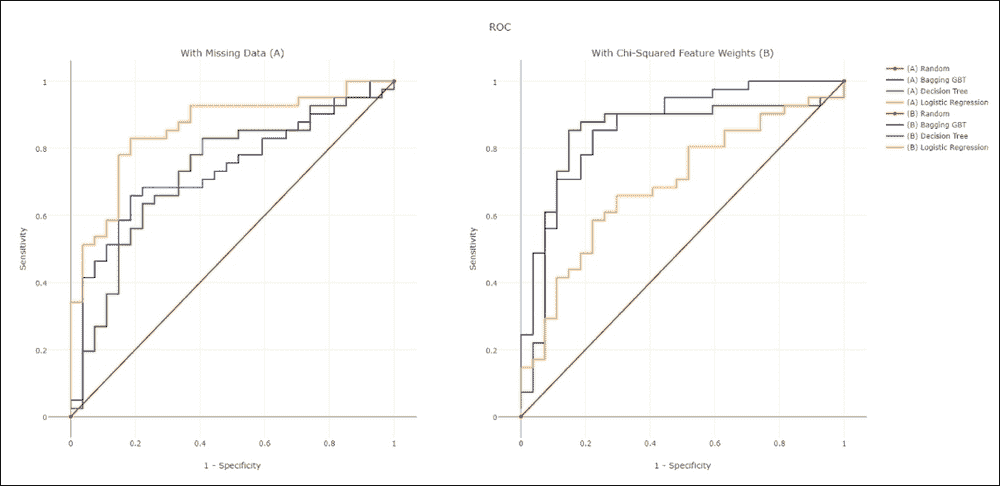 ROC
With Missing Data (A)
1
0.8
0.6
0.4
0.2
0
Sensitivity
0
0.2
0.4
0.6
0.8
1
1 - Specificity
With Chi-Squared Feature Weights (B)
1
0.8
0.6
0.4
0.2
0
Sensitivity
0
0.2
0.4
0.6
0.8
1
1 - Specificity
(A) Random
(A) Bagging GBT
(A) Decision Tree
(A) Logistic Regression
(B) Random
(B) Bagging GBT
(B) Decision Tree
(B) Logistic Regression